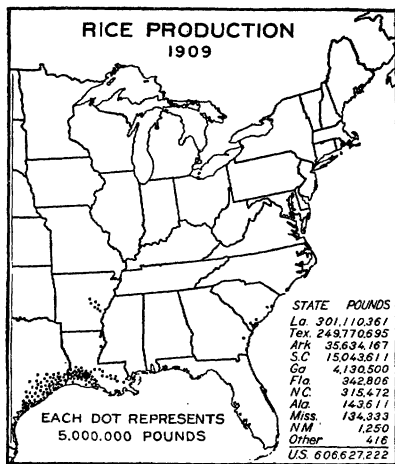 RICE PRODUCTION
1909
STATE POUNDS
La. 301,110,361
Tex. 249,770,695
Ark 35,634,167
S.C 15,043,611
Ga 4,130,500
Fla. 342,806
N.C. 315,472
Ala. 143,611
Miss. 134,333
N M 1,250
Other 416
U.S. 606,627,222
EACH DOT REPRESENTS
5,000,000 POUNDS